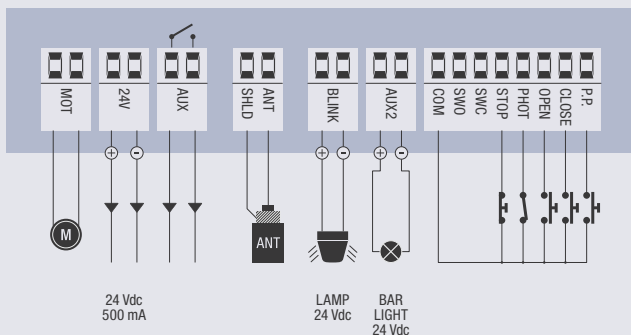 MOT
24V
AUX
SHLD
ANT
BLINK
AUX2
COM
SWO
SWC
STOP
PHOT
OPEN
CLOSE
P.P.
+
-
+
-
+
-
M
ANT
24 Vdc
500 mA
LAMP
24 Vdc
BAR
LIGHT
24 Vdc